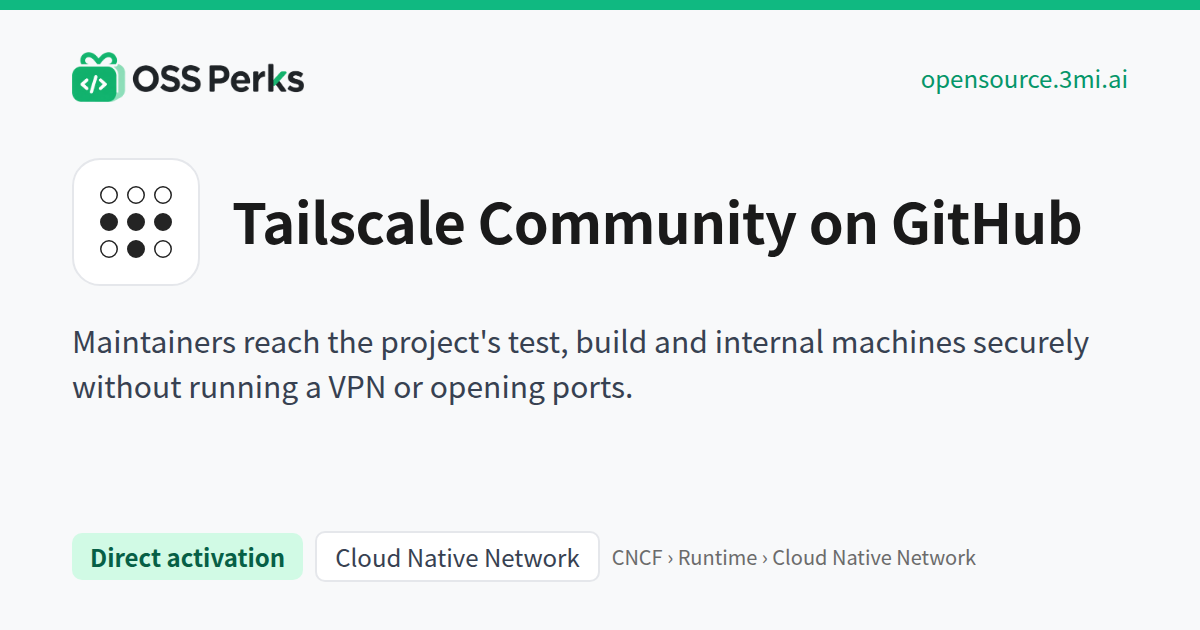 OSS Perks
opensource.3mi.ai
Tailscale Community on GitHub
Maintainers reach the project's test, build and internal machines securely
without running a VPN or opening ports.
Direct activation
Cloud Native Network
CNCF › Runtime › Cloud Native Network